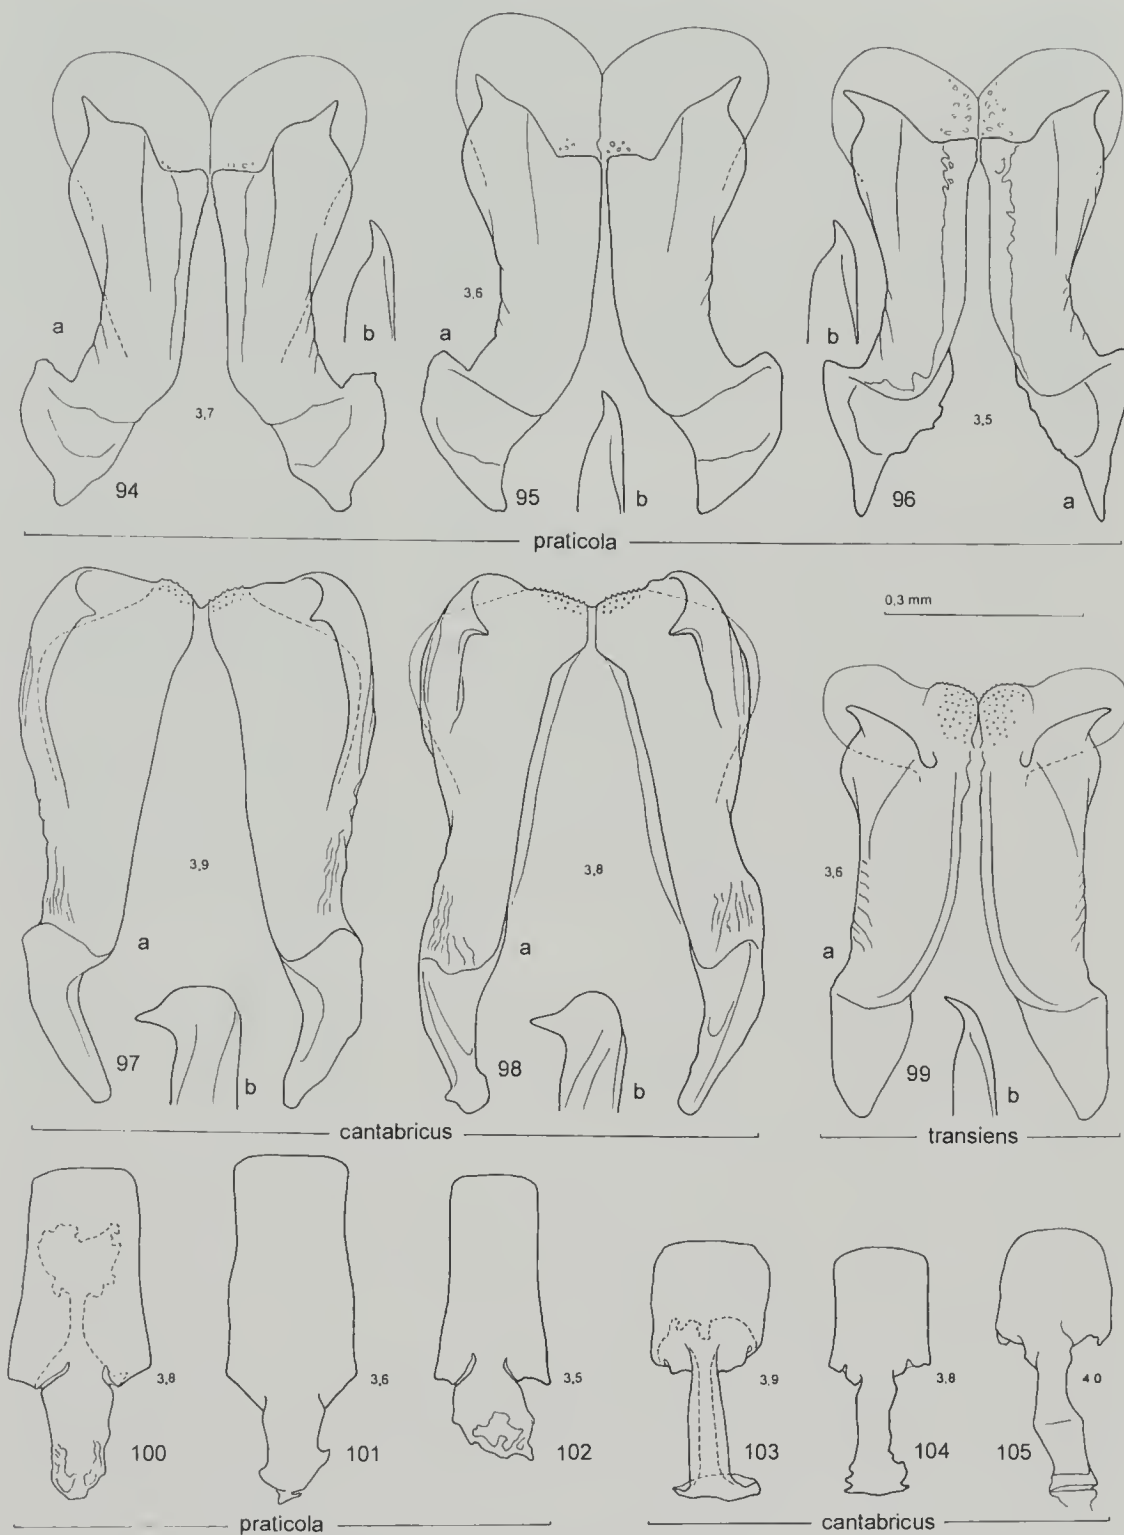 a
3,7
94
b
3,6
a
95
b
b
3,5
96
a
praticola
0,3 mm
3,9
a
97
b
3,8
a
98
b
3,6
a
99
b
cantabricus
transiens
3,8
100
3,6
101
3,5
102
3,9
103
3,8
104
4 0
105
praticola
cantabricus